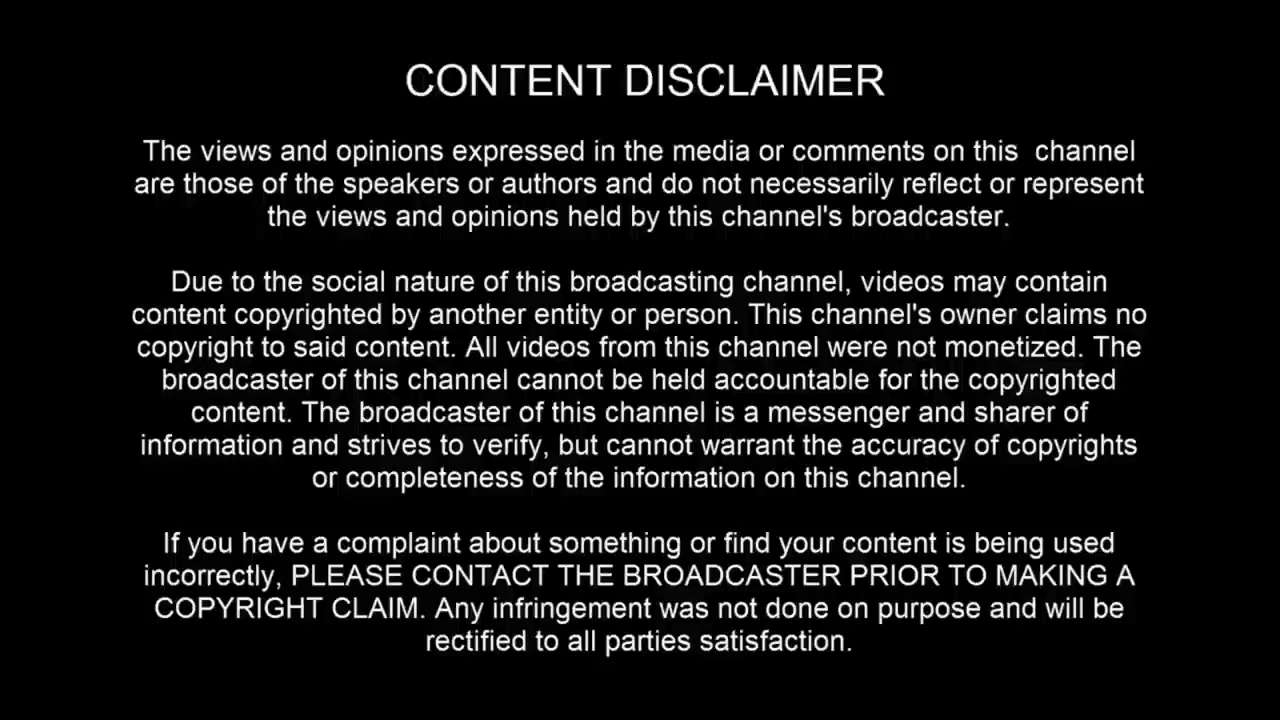 CONTENT DISCLAIMER
The views and opinions expressed in the media or comments on this channel
are those of the speakers or authors and do not necessarily reflect or represent
the views and opinions held by this channel's broadcaster.
Due to the social nature of this broadcasting channel, videos may contain
content copyrighted by another entity or person. This channel's owner claims no
copyright to said content. All videos from this channel were not monetized. The
broadcaster of this channel cannot be held accountable for the copyrighted
content. The broadcaster of this channel is a messenger and sharer of
information and strives to verify, but cannot warrant the accuracy of copyrights
or completeness of the information on this channel.
If you have a complaint about something or find your content is being used
incorrectly, PLEASE CONTACT THE BROADCASTER PRIOR TO MAKING A
COPYRIGHT CLAIM. Any infringement was not done on purpose and will be
rectified to all parties satisfaction.